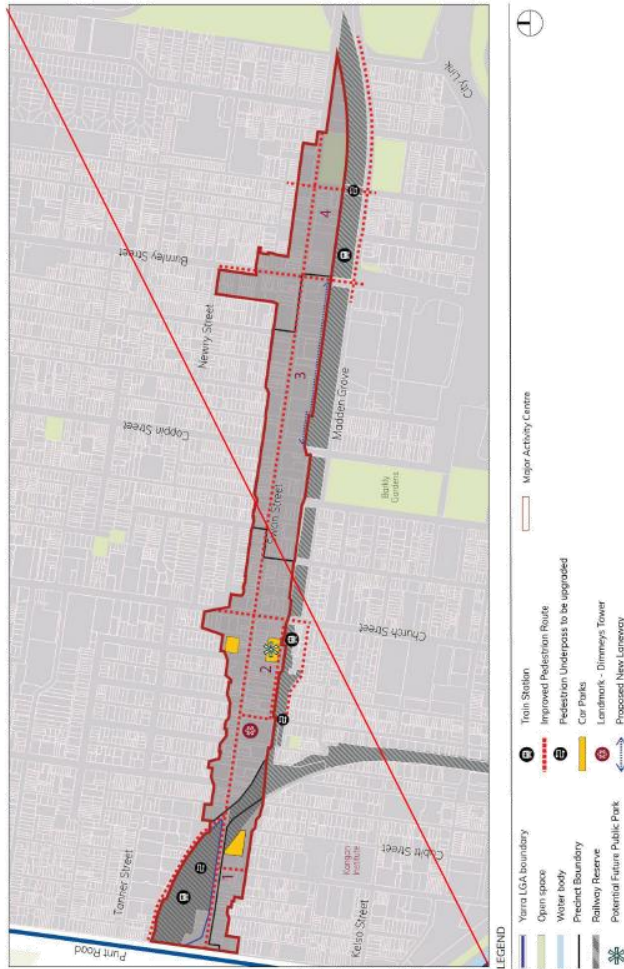 Punt Road
Tanner Street
Kelso Street
Kangan
Institute
Cubitt Street
Church Street
Swan Street
Coppin Street
Newry Street
Barkly
Gardens
Madden Grove
Burnley Street
City Link
1
2
3
4
LEGEND
Yarra LGA boundary
Open space
Water body
Precinct Boundary
Railway Reserve
Potential Future Public Park
Train Station
Improved Pedestrian Route
Pedestrian Underpass to be upgraded
Car Parks
Landmark - Dimmeys Tower
Proposed New Laneway
Major Activity Centre